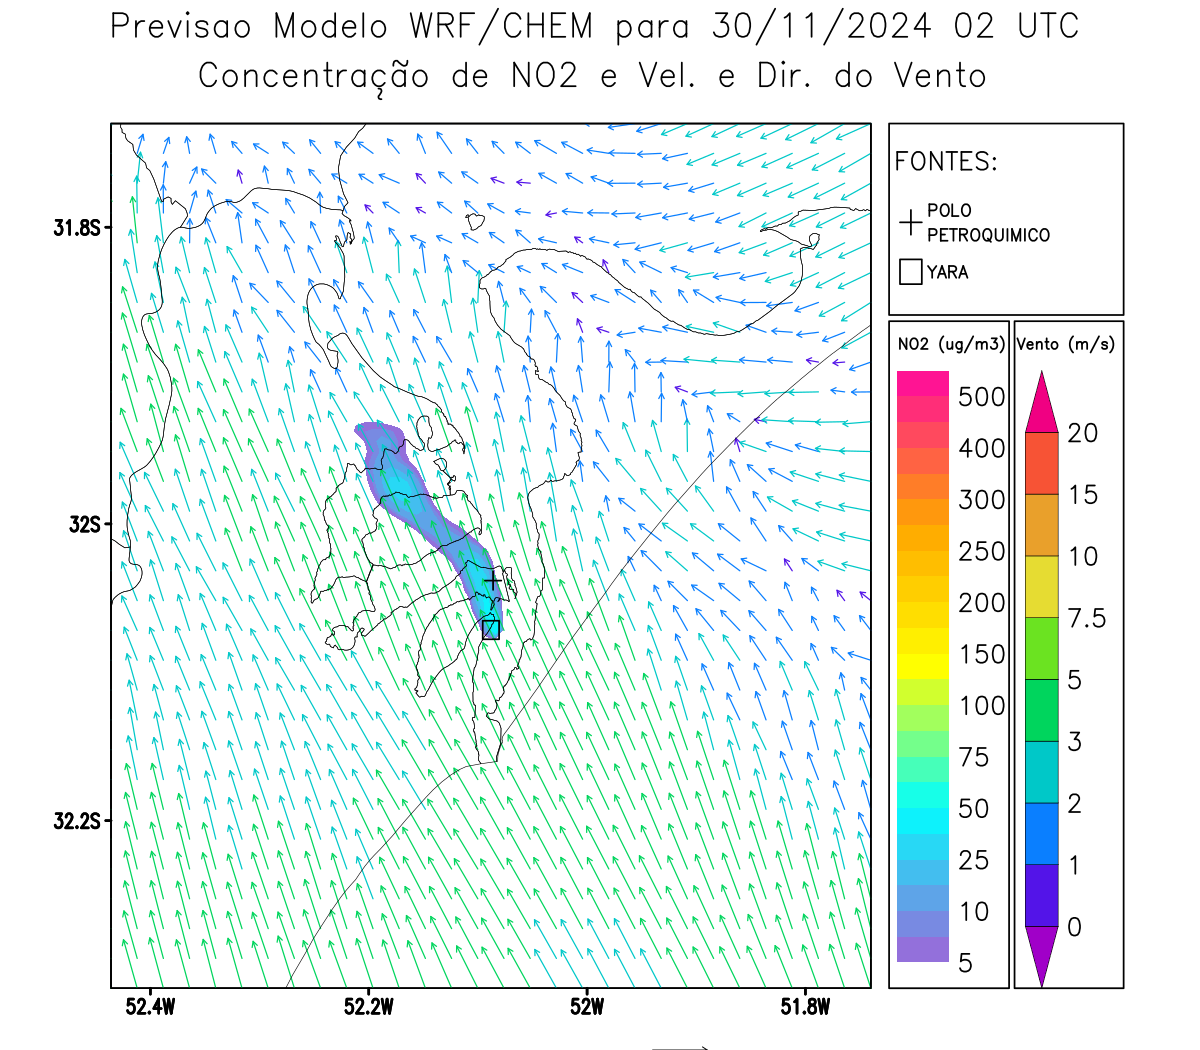 Previsao Modelo WRF/CHEM para 30/11/2024 02 UTC
Concentração de NO2 e Vel. e Dir. do Vento
FONTES:
POLO
PETROQUIMICO
YARA
NO2 (ug/m3)
500
400
300
250
200
150
100
75
50
25
10
5
Vento (m/s)
20
15
10
7.5
5
3
2
1
0
31.8S
32S
32.2S
52.4W
52.2W
52W
51.8W